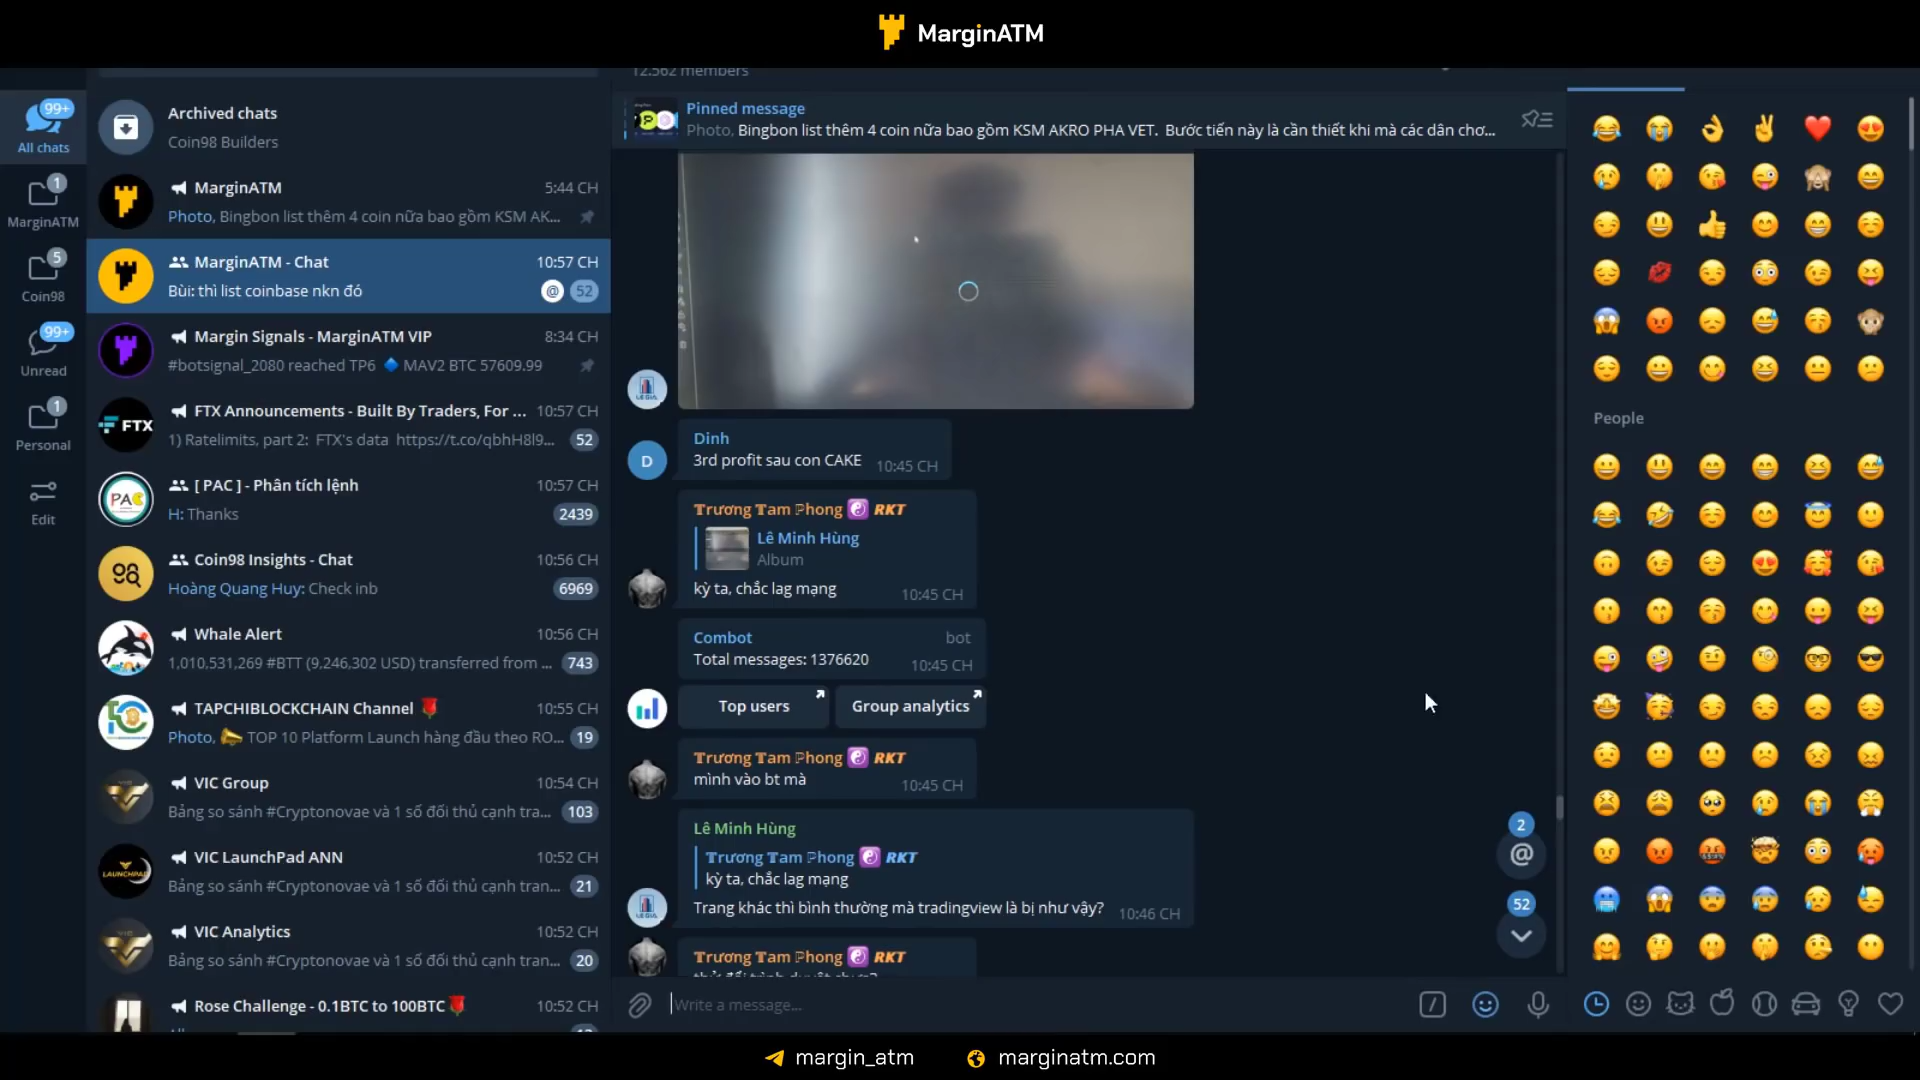 MarginATM
12.562 members
99+
All chats
1
MarginATM
5
Coin98
99+
Unread
1
Personal
Edit
Archived chats
Coin98 Builders
MarginATM 5:44 CH
Photo, Bingbon list thêm 4 coin nữa bao gồm KSM AK...
MarginATM - Chat 10:57 CH
Bùi: thì list coinbase nkn đó @ 52
Margin Signals - MarginATM VIP 8:34 CH
#botsignal_2080 reached TP6 🔷 MAV2 BTC 57609.99
FTX
FTX Announcements - Built By Traders, For ... 10:57 CH
1) Ratelimits, part 2: FTX's data https://t.co/qbhH8l9... 52
PAC
[ PAC ] - Phân tích lệnh 10:57 CH
H: Thanks 2439
Coin98 Insights - Chat 10:56 CH
Hoàng Quang Huy: Check inb 6969
Whale Alert 10:56 CH
1,010,531,269 #BTT (9,246,302 USD) transferred from ... 743
TAPCHIBLOCKCHAIN Channel 🌹 10:55 CH
Photo, 📣 TOP 10 Platform Launch hàng đầu theo RO... 19
VIC Group 10:54 CH
Bảng so sánh #Cryptonovae và 1 số đối thủ cạnh tra... 103
LAUNCHPAD
VIC LaunchPad ANN 10:52 CH
Bảng so sánh #Cryptonovae và 1 số đối thủ cạnh tran... 21
VIC Analytics 10:52 CH
Bảng so sánh #Cryptonovae và 1 số đối thủ cạnh tran... 20
Rose Challenge - 0.1BTC to 100BTC🌹 10:52 CH
Pinned message
Photo, Bingbon list thêm 4 coin nữa bao gồm KSM AKRO PHA VET. Bước tiến này là cần thiết khi mà các dân chơ...
D
Dinh
3rd profit sau con CAKE 10:45 CH
Trương Tam Phong ☯ RKT
Lê Minh Hùng
Album
kỳ ta, chắc lag mạng 10:45 CH
Combot bot
Total messages: 1376620 10:45 CH
Top users Group analytics
Trương Tam Phong ☯ RKT
mình vào bt mà 10:45 CH
Lê Minh Hùng
Trương Tam Phong ☯ RKT
kỳ ta, chắc lag mạng
Trang khác thì bình thường mà tradingview là bị như vậy? 10:46 CH
Trương Tam Phong ☯ RKT
2
@
52
Write a message...
People
margin_atm marginatm.com